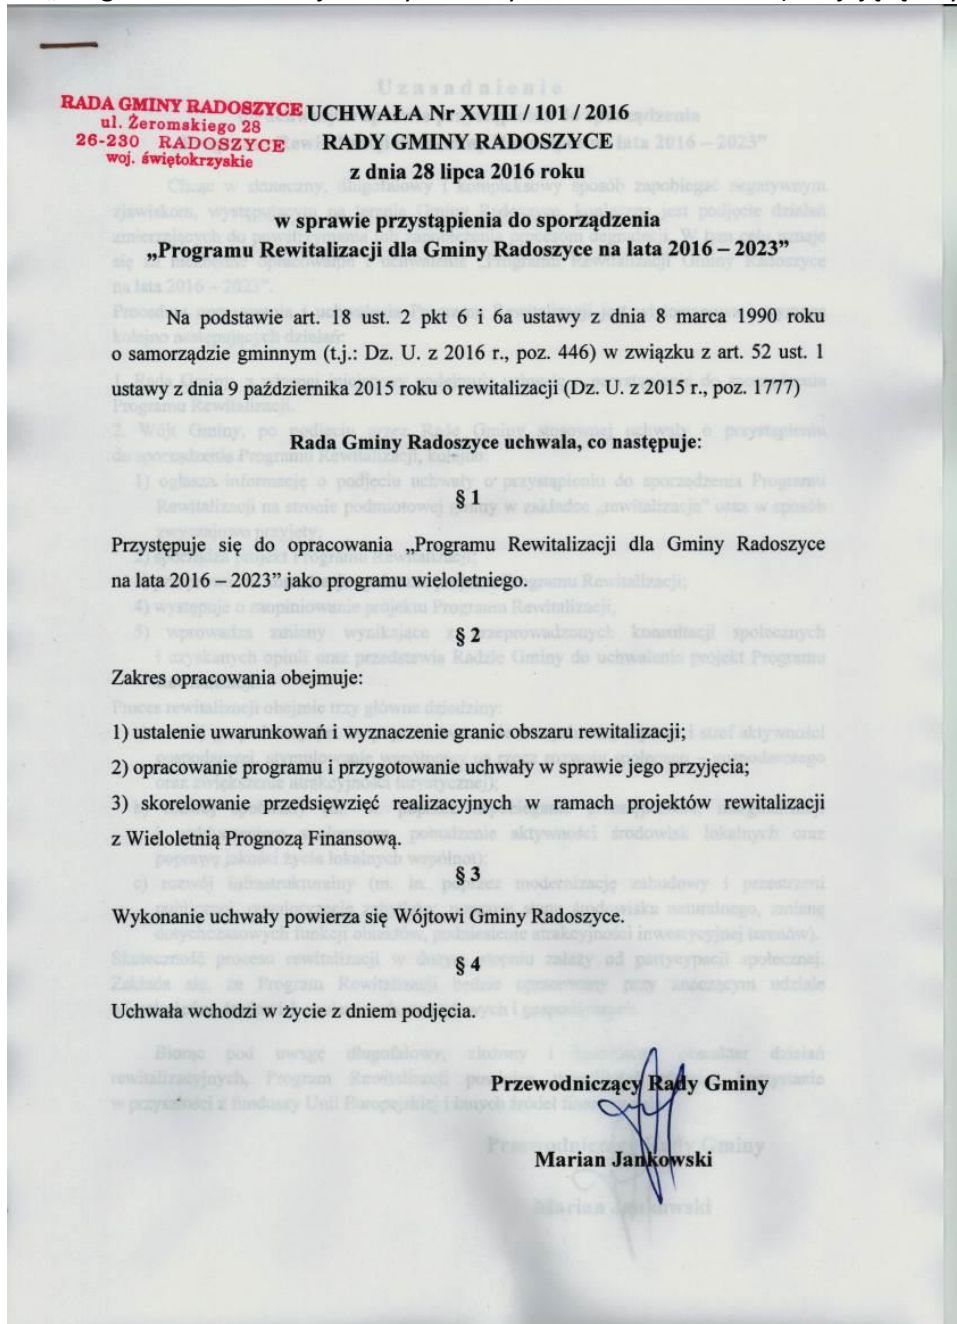 RADA GMINY RADOSZYCE
ul. Żeromskiego 28
26-230 RADOSZYCE
woj. świętokrzyskie
UCHWAŁA Nr XVIII / 101 / 2016
RADY GMINY RADOSZYCE
z dnia 28 lipca 2016 roku
w sprawie przystąpienia do sporządzenia
„Programu Rewitalizacji dla Gminy Radoszyce na lata 2016 – 2023”
Na podstawie art. 18 ust. 2 pkt 6 i 6a ustawy z dnia 8 marca 1990 roku
o samorządzie gminnym (t.j.: Dz. U. z 2016 r., poz. 446) w związku z art. 52 ust. 1
ustawy z dnia 9 października 2015 roku o rewitalizacji (Dz. U. z 2015 r., poz. 1777)
Rada Gminy Radoszyce uchwala, co następuje:
§ 1
Przystępuje się do opracowania „Programu Rewitalizacji dla Gminy Radoszyce
na lata 2016 – 2023” jako programu wieloletniego.
§ 2
Zakres opracowania obejmuje:
1) ustalenie uwarunkowań i wyznaczenie granic obszaru rewitalizacji;
2) opracowanie programu i przygotowanie uchwały w sprawie jego przyjęcia;
3) skorelowanie przedsięwzięć realizacyjnych w ramach projektów rewitalizacji
z Wieloletnią Prognozą Finansową.
§ 3
Wykonanie uchwały powierza się Wójtowi Gminy Radoszyce.
§ 4
Uchwała wchodzi w życie z dniem podjęcia.
Przewodniczący Rady Gminy
Marian Jankowski